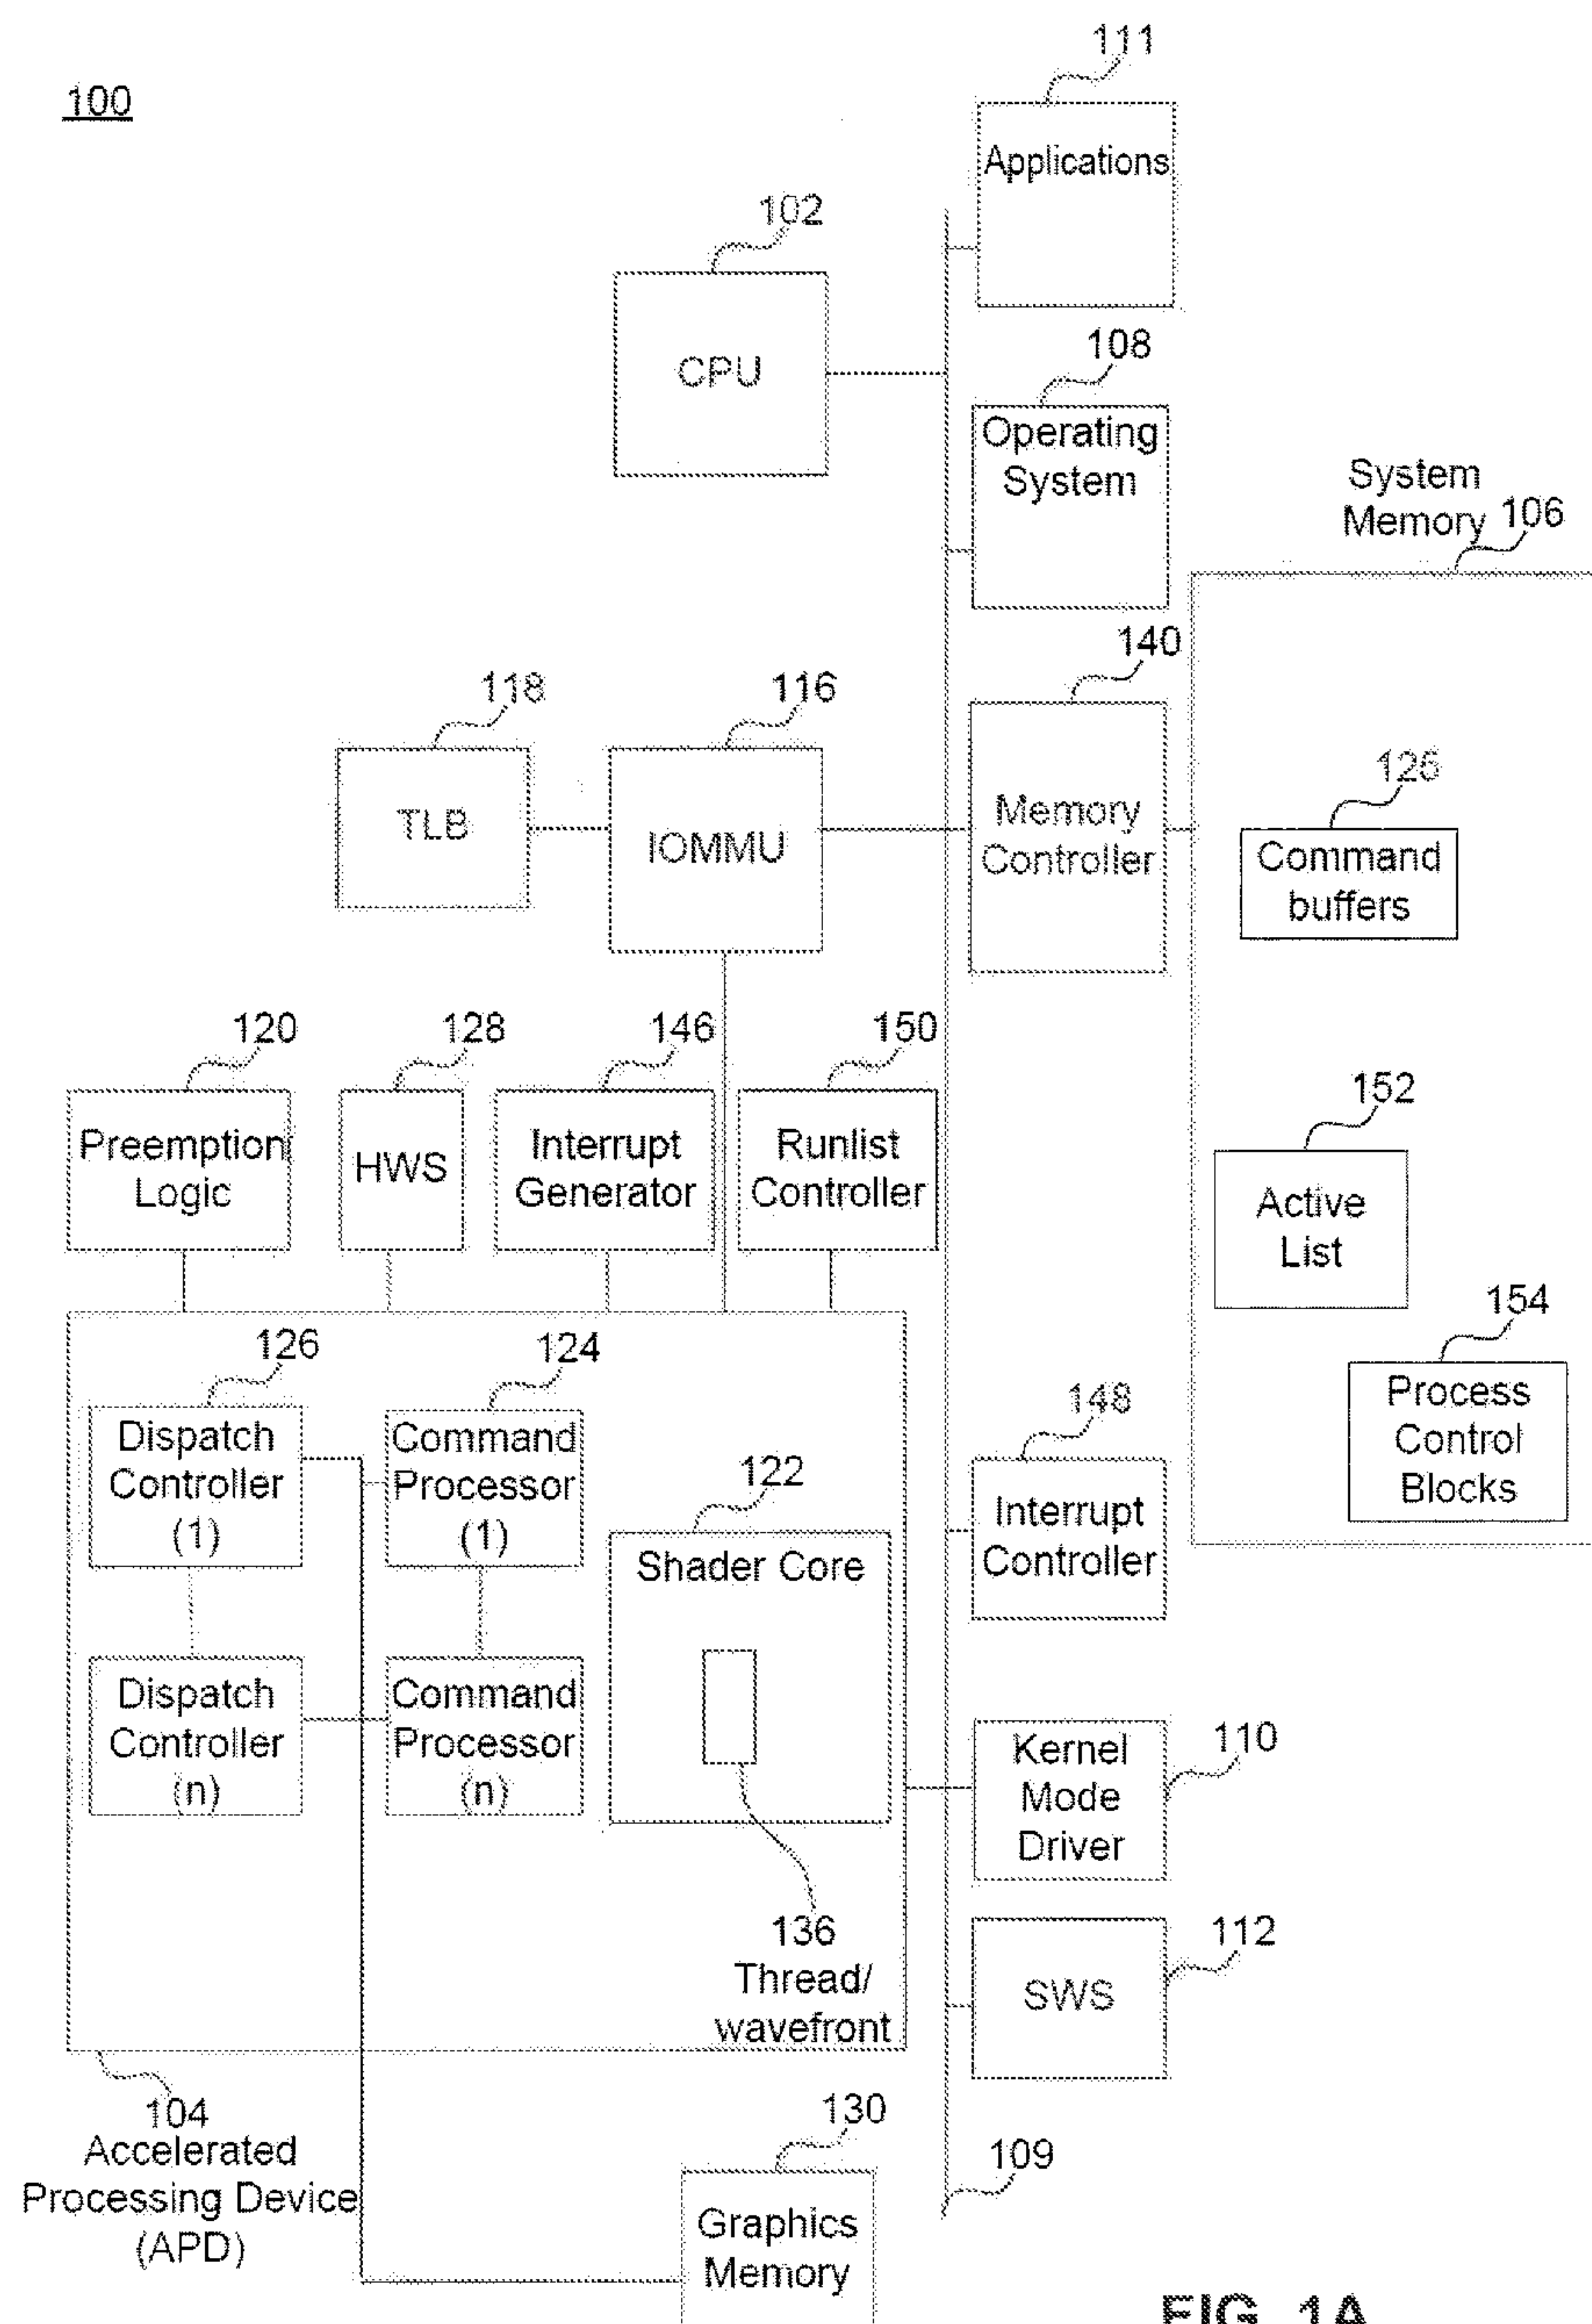 111
100
Applications
102
108
CPU
Operating
System
System
Memory 106
140
118
116
125
Memory
Controller
TLB
IOMMU
Command
buffers
120
128
146
150
152
Preemption
Logic
HWS
Interrupt
Generator
Runlist
Controller
Active
List
154
126
124
Process
Control
Blocks
148
Dispatch
Controller
(1)
Command
Processor
(1)
122
Interrupt
Controller
Shader Core
Dispatch
Controller
(n)
Command
Processor
(n)
Kernel
Mode
Driver
110
136
Thread/
wavefront
SWS
112
104
Accelerated
Processing Device
(APD)
130
109
Graphics
Memory
FIG. 1A